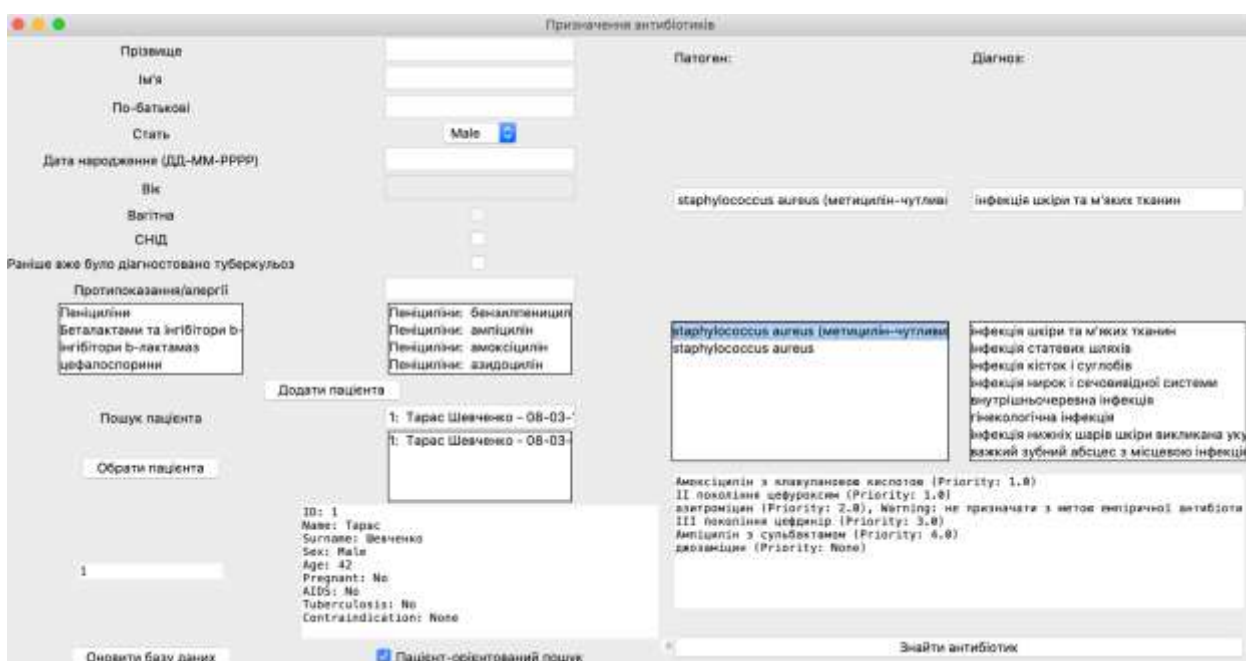 Призначення антибіотиків
Прізвище
Ім'я
По-батькові
Стать
Male
Дата народження (ДД-ММ-РРРР)
Вік
Вагітна
СНІД
Раніше вже було діагностовано туберкульоз
Протипоказання/алергії
Пеніциліни
Беталактами та інгібітори b-
інгібітори b-лактамаз
цефалоспорини
Пеніциліни: бензилпеницил
Пеніциліни: ампіцилін
Пеніциліни: амоксіцилін
Пеніциліни: азидоцилін
Додати пацієнта
Пошук пацієнта
1: Тарас Шевченко - 08-03-
1: Тарас Шевченко - 08-03-
Обрати пацієнта
ID: 1
Name: Тарас
Surname: Шевченко
Sex: Male
Age: 42
Pregnant: No
AIDS: No
Tuberculosis: No
Contraindication: None
1
Оновити базу даних
Пацієнт-орієнтований пошук
Патоген:
Діагноз:
staphylococcus aureus (метицилін-чутливи
інфекція шкіри та м'яких тканин
staphylococcus aureus (метицилін-чутливи
staphylococcus aureus
інфекція шкіри та м'яких тканин
інфекція статевих шляхів
інфекція кісток і суглобів
інфекція нирок і сечовивідної системи
внутрішньочеревна інфекція
гінекологічна інфекція
інфекція нижніх шарів шкіри викликана уку
важкий зубний абсцес з місцевою інфекціє
Амоксіцилін з клавулановою кислотою (Priority: 1.0)
II покоління цефуроксим (Priority: 1.0)
азитроміцин (Priority: 2.0), Warning: не призначати з метою емпіричної антибіоти
III покоління цефдинір (Priority: 3.0)
Ампіцилін з сульбактамом (Priority: 4.0)
джозаміцин (Priority: None)
Знайти антибіотик